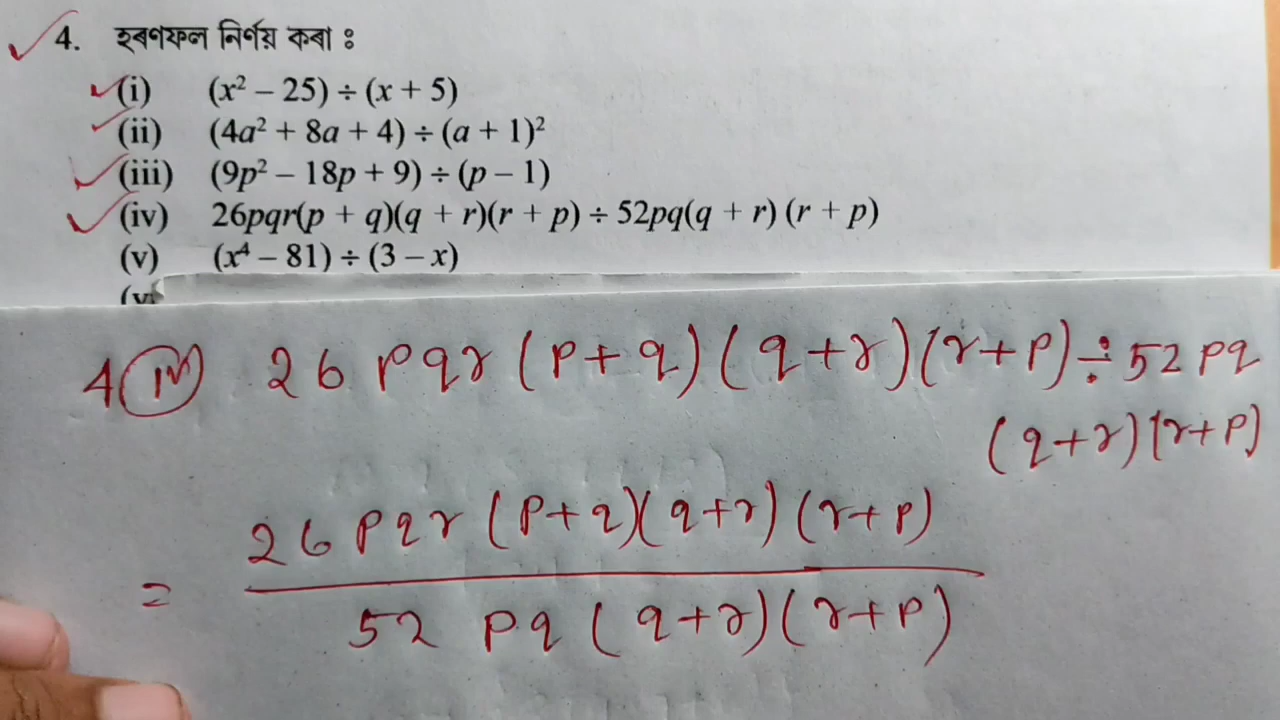 4. হৰণফল নিৰ্ণয় কৰা ঃ
(i) (x² – 25) ÷ (x + 5)
(ii) (4a² + 8a + 4) ÷ (a + 1)²
(iii) (9p² – 18p + 9) ÷ (p – 1)
(iv) 26pqr(p + q)(q + r)(r + p) ÷ 52pq(q + r) (r + p)
(v) (x⁴ – 81) ÷ (3 – x)
4 (iv) 26 pqr (p+q) (q+r) (r+p) ÷ 52 pq
(q+r) (r+p)
26 pqr (p+q)(q+r) (r+p)
=
52 pq (q+r) (r+p)